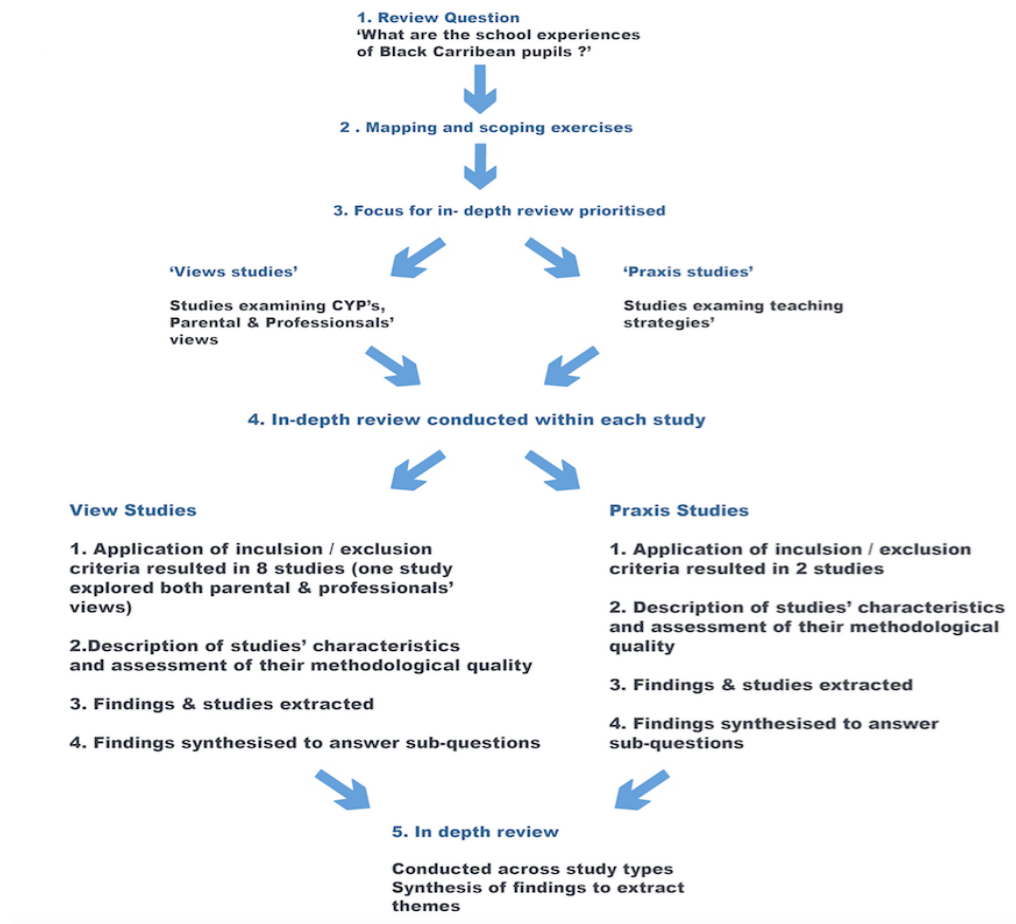 1. Review Question
‘What are the school experiences
of Black Carribean pupils ?’
2 . Mapping and scoping exercises
3. Focus for in- depth review prioritised
‘Views studies’
Studies examining CYP’s,
Parental & Professionsals’
views
‘Praxis studies’
Studies examing teaching
strategies’
4. In-depth review conducted within each study
View Studies
1. Application of inculsion / exclusion
criteria resulted in 8 studies (one study
explored both parental & professionals’
views)
2.Description of studies’ characteristics
and assessment of their methodological quality
3. Findings & studies extracted
4. Findings synthesised to answer sub-questions
Praxis Studies
1. Application of inculsion / exclusion
criteria resulted in 2 studies
2. Description of studies’ characteristics
and assessment of their methodological
quality
3. Findings & studies extracted
4. Findings synthesised to answer
sub-questions
5. In depth review
Conducted across study types
Synthesis of findings to extract
themes